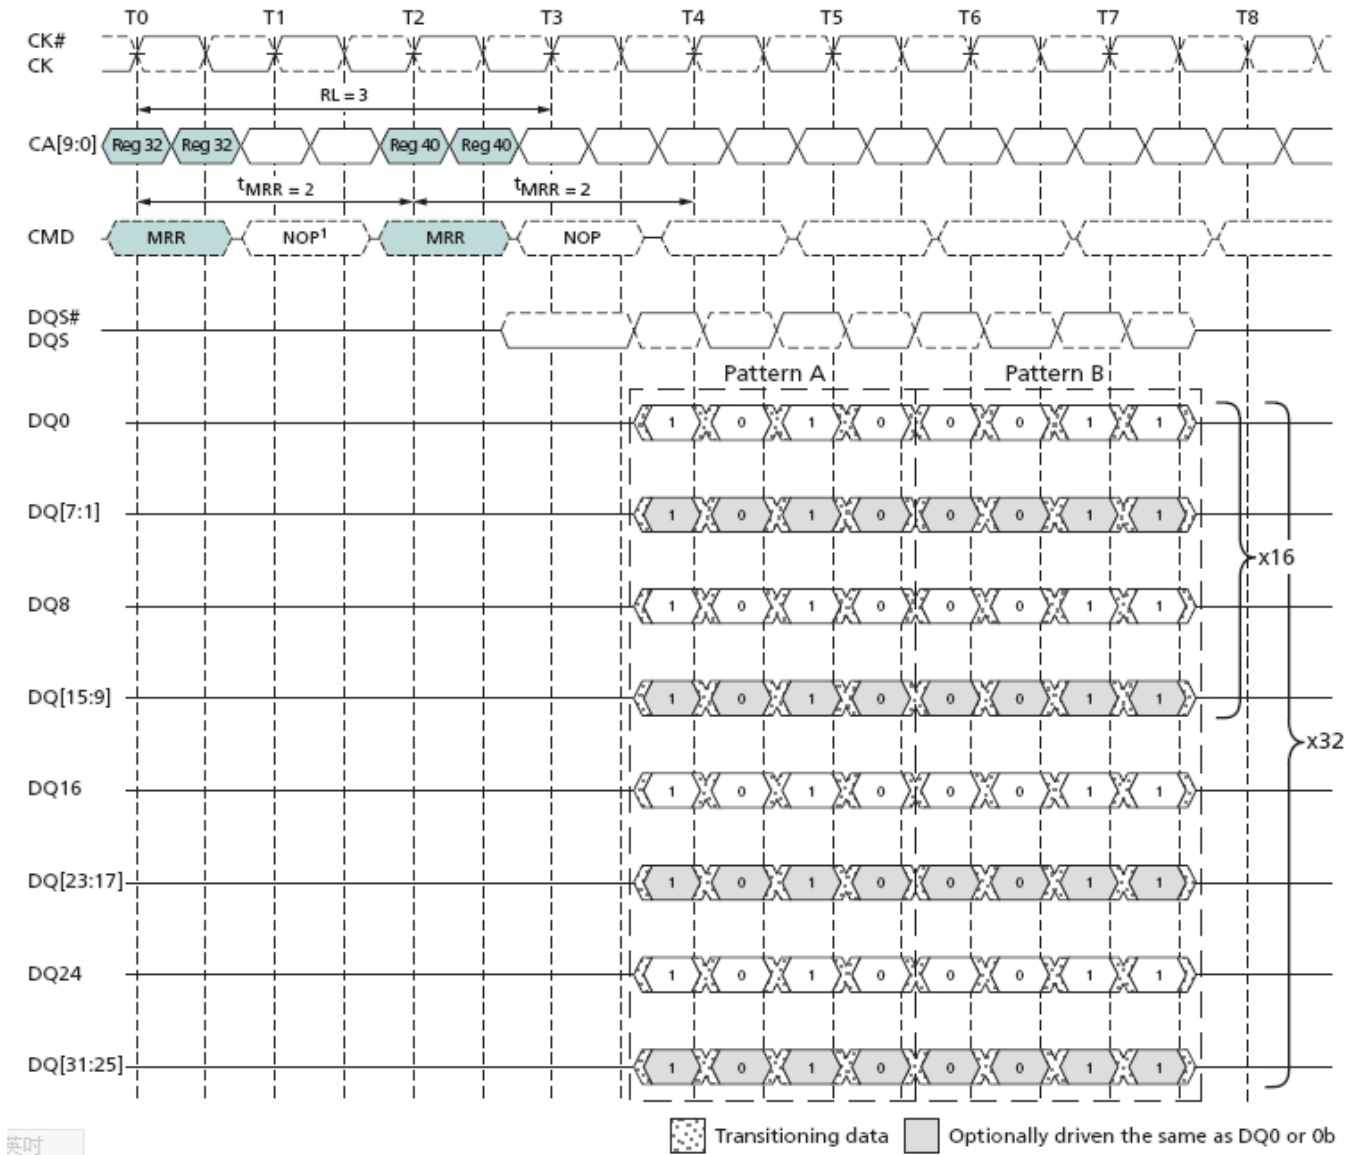 T0 T1 T2 T3 T4 T5 T6 T7 T8
CK#
CK
RL = 3
CA[9:0] Reg 32 Reg 32 Reg 40 Reg 40
tMRR = 2 tMRR = 2
CMD MRR NOP1 MRR NOP
DQS#
DQS
Pattern A Pattern B
DQ0 1 0 1 0 0 0 1 1
DQ[7:1] 1 0 1 0 0 0 1 1
x16
DQ8 1 0 1 0 0 0 1 1
DQ[15:9] 1 0 1 0 0 0 1 1
x32
DQ16 1 0 1 0 0 0 1 1
DQ[23:17] 1 0 1 0 0 0 1 1
DQ24 1 0 1 0 0 0 1 1
DQ[31:25] 1 0 1 0 0 0 1 1
Transitioning data Optionally driven the same as DQ0 or 0b
英吋